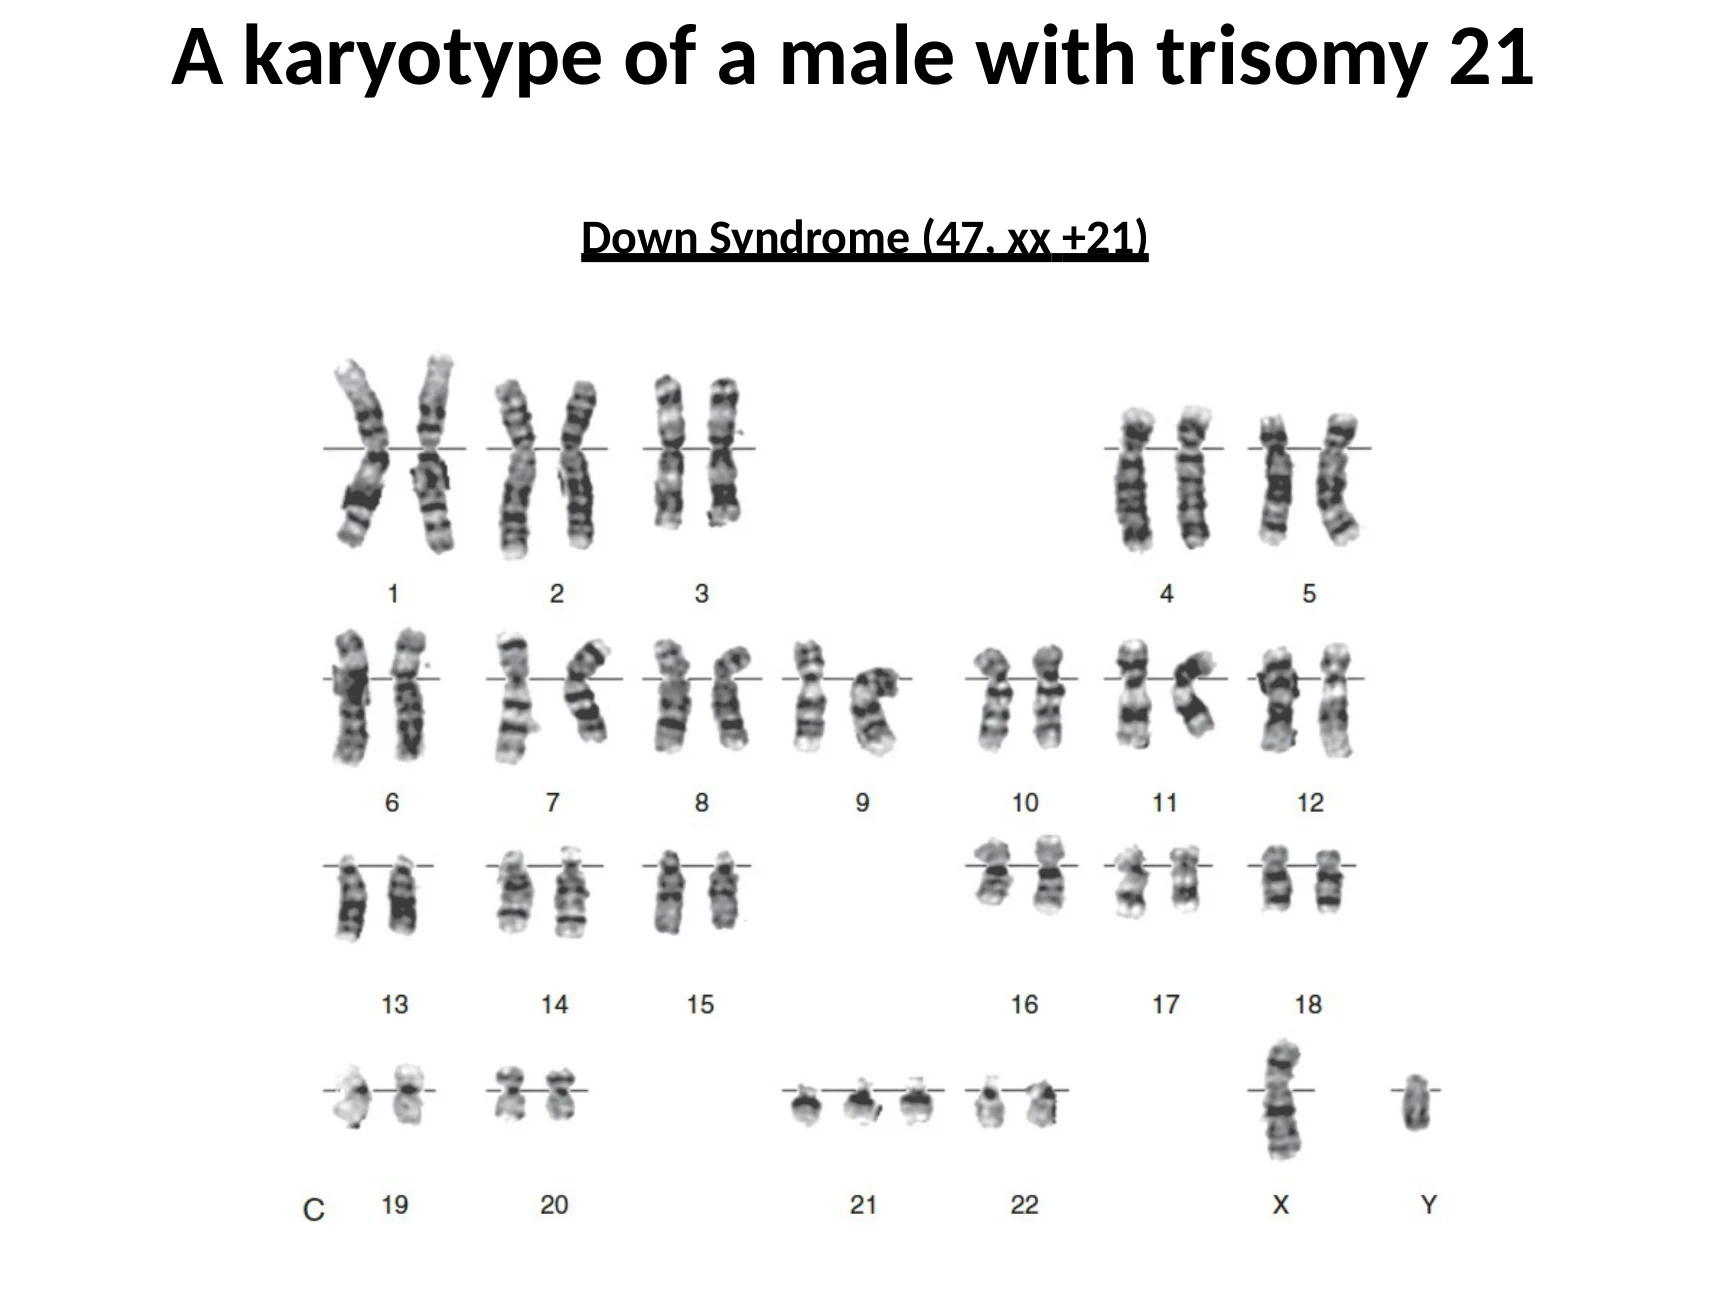 A karyotype of a male with trisomy 21
Down Syndrome (47, xx +21)
1 2 3 4 5
6 7 8 9 10 11 12
13 14 15 16 17 18
C 19 20 21 22 X Y